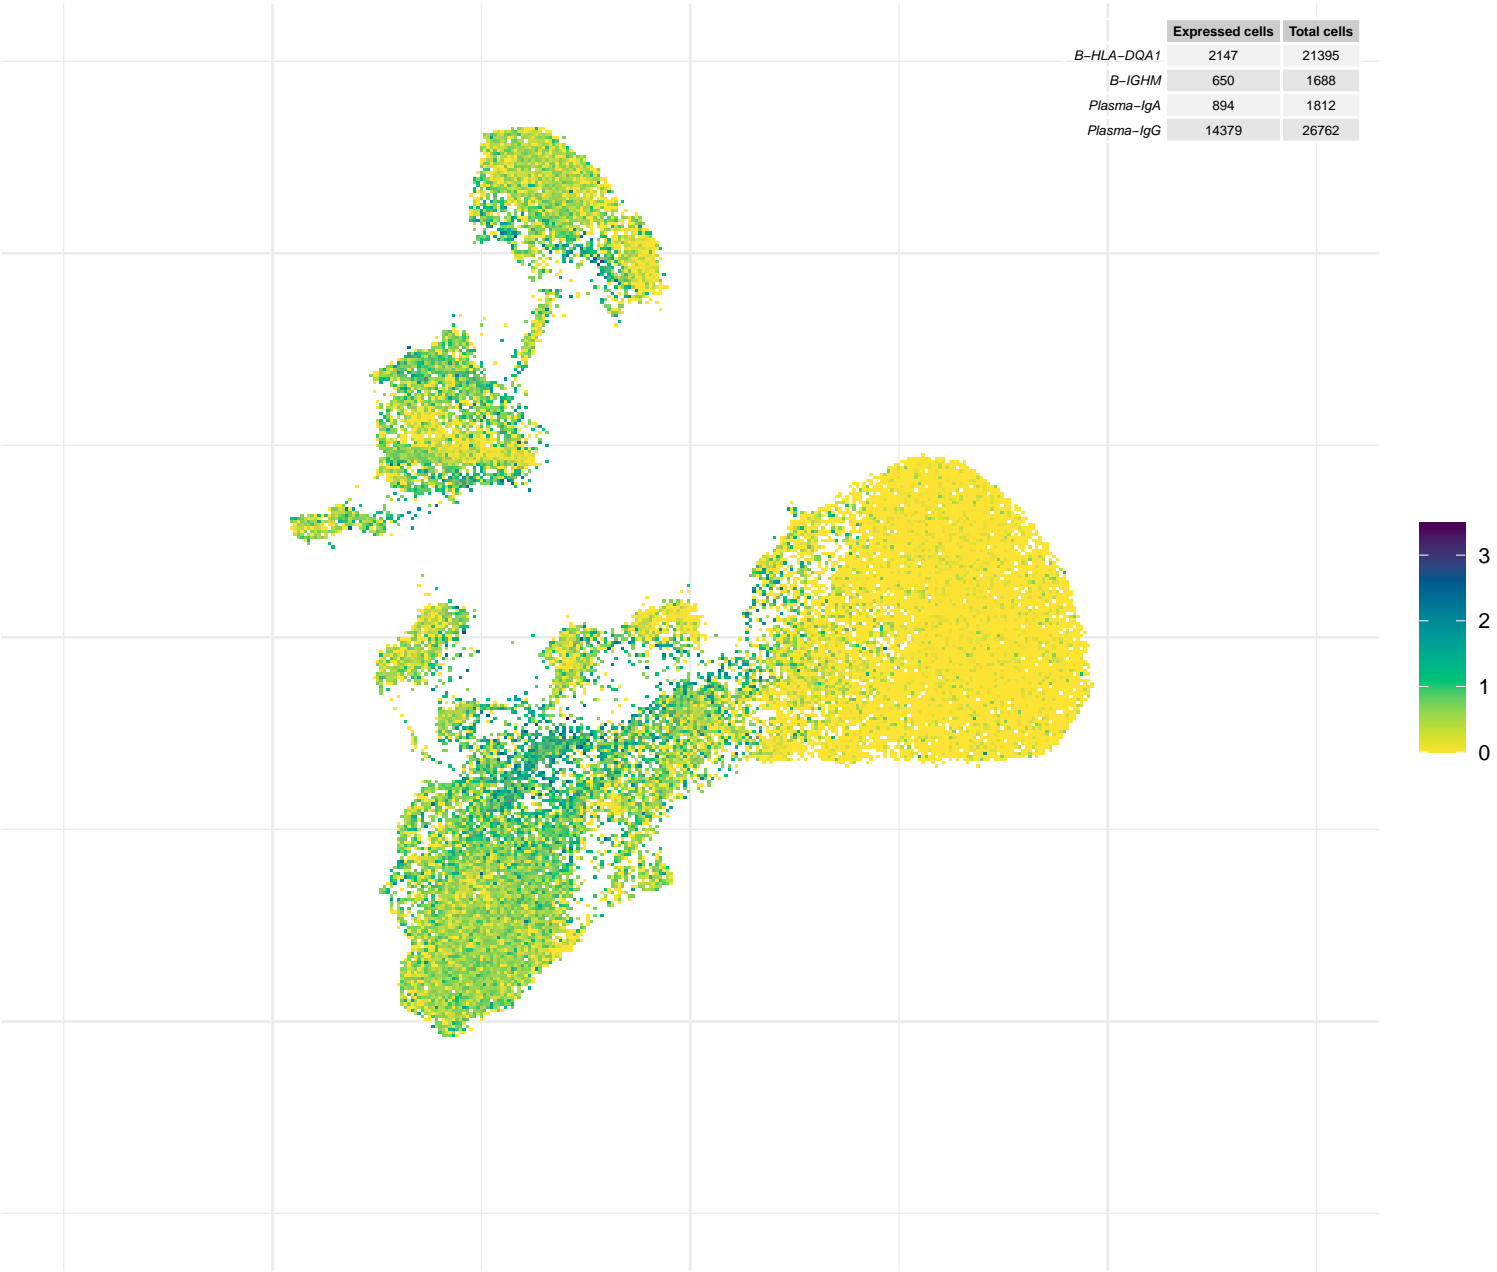 Expressed cells Total cells
B−HLA−DQA1 2147 21395
B−IGHM 650 1688
Plasma−IgA 894 1812
Plasma−IgG 14379 26762
3
2
1
0